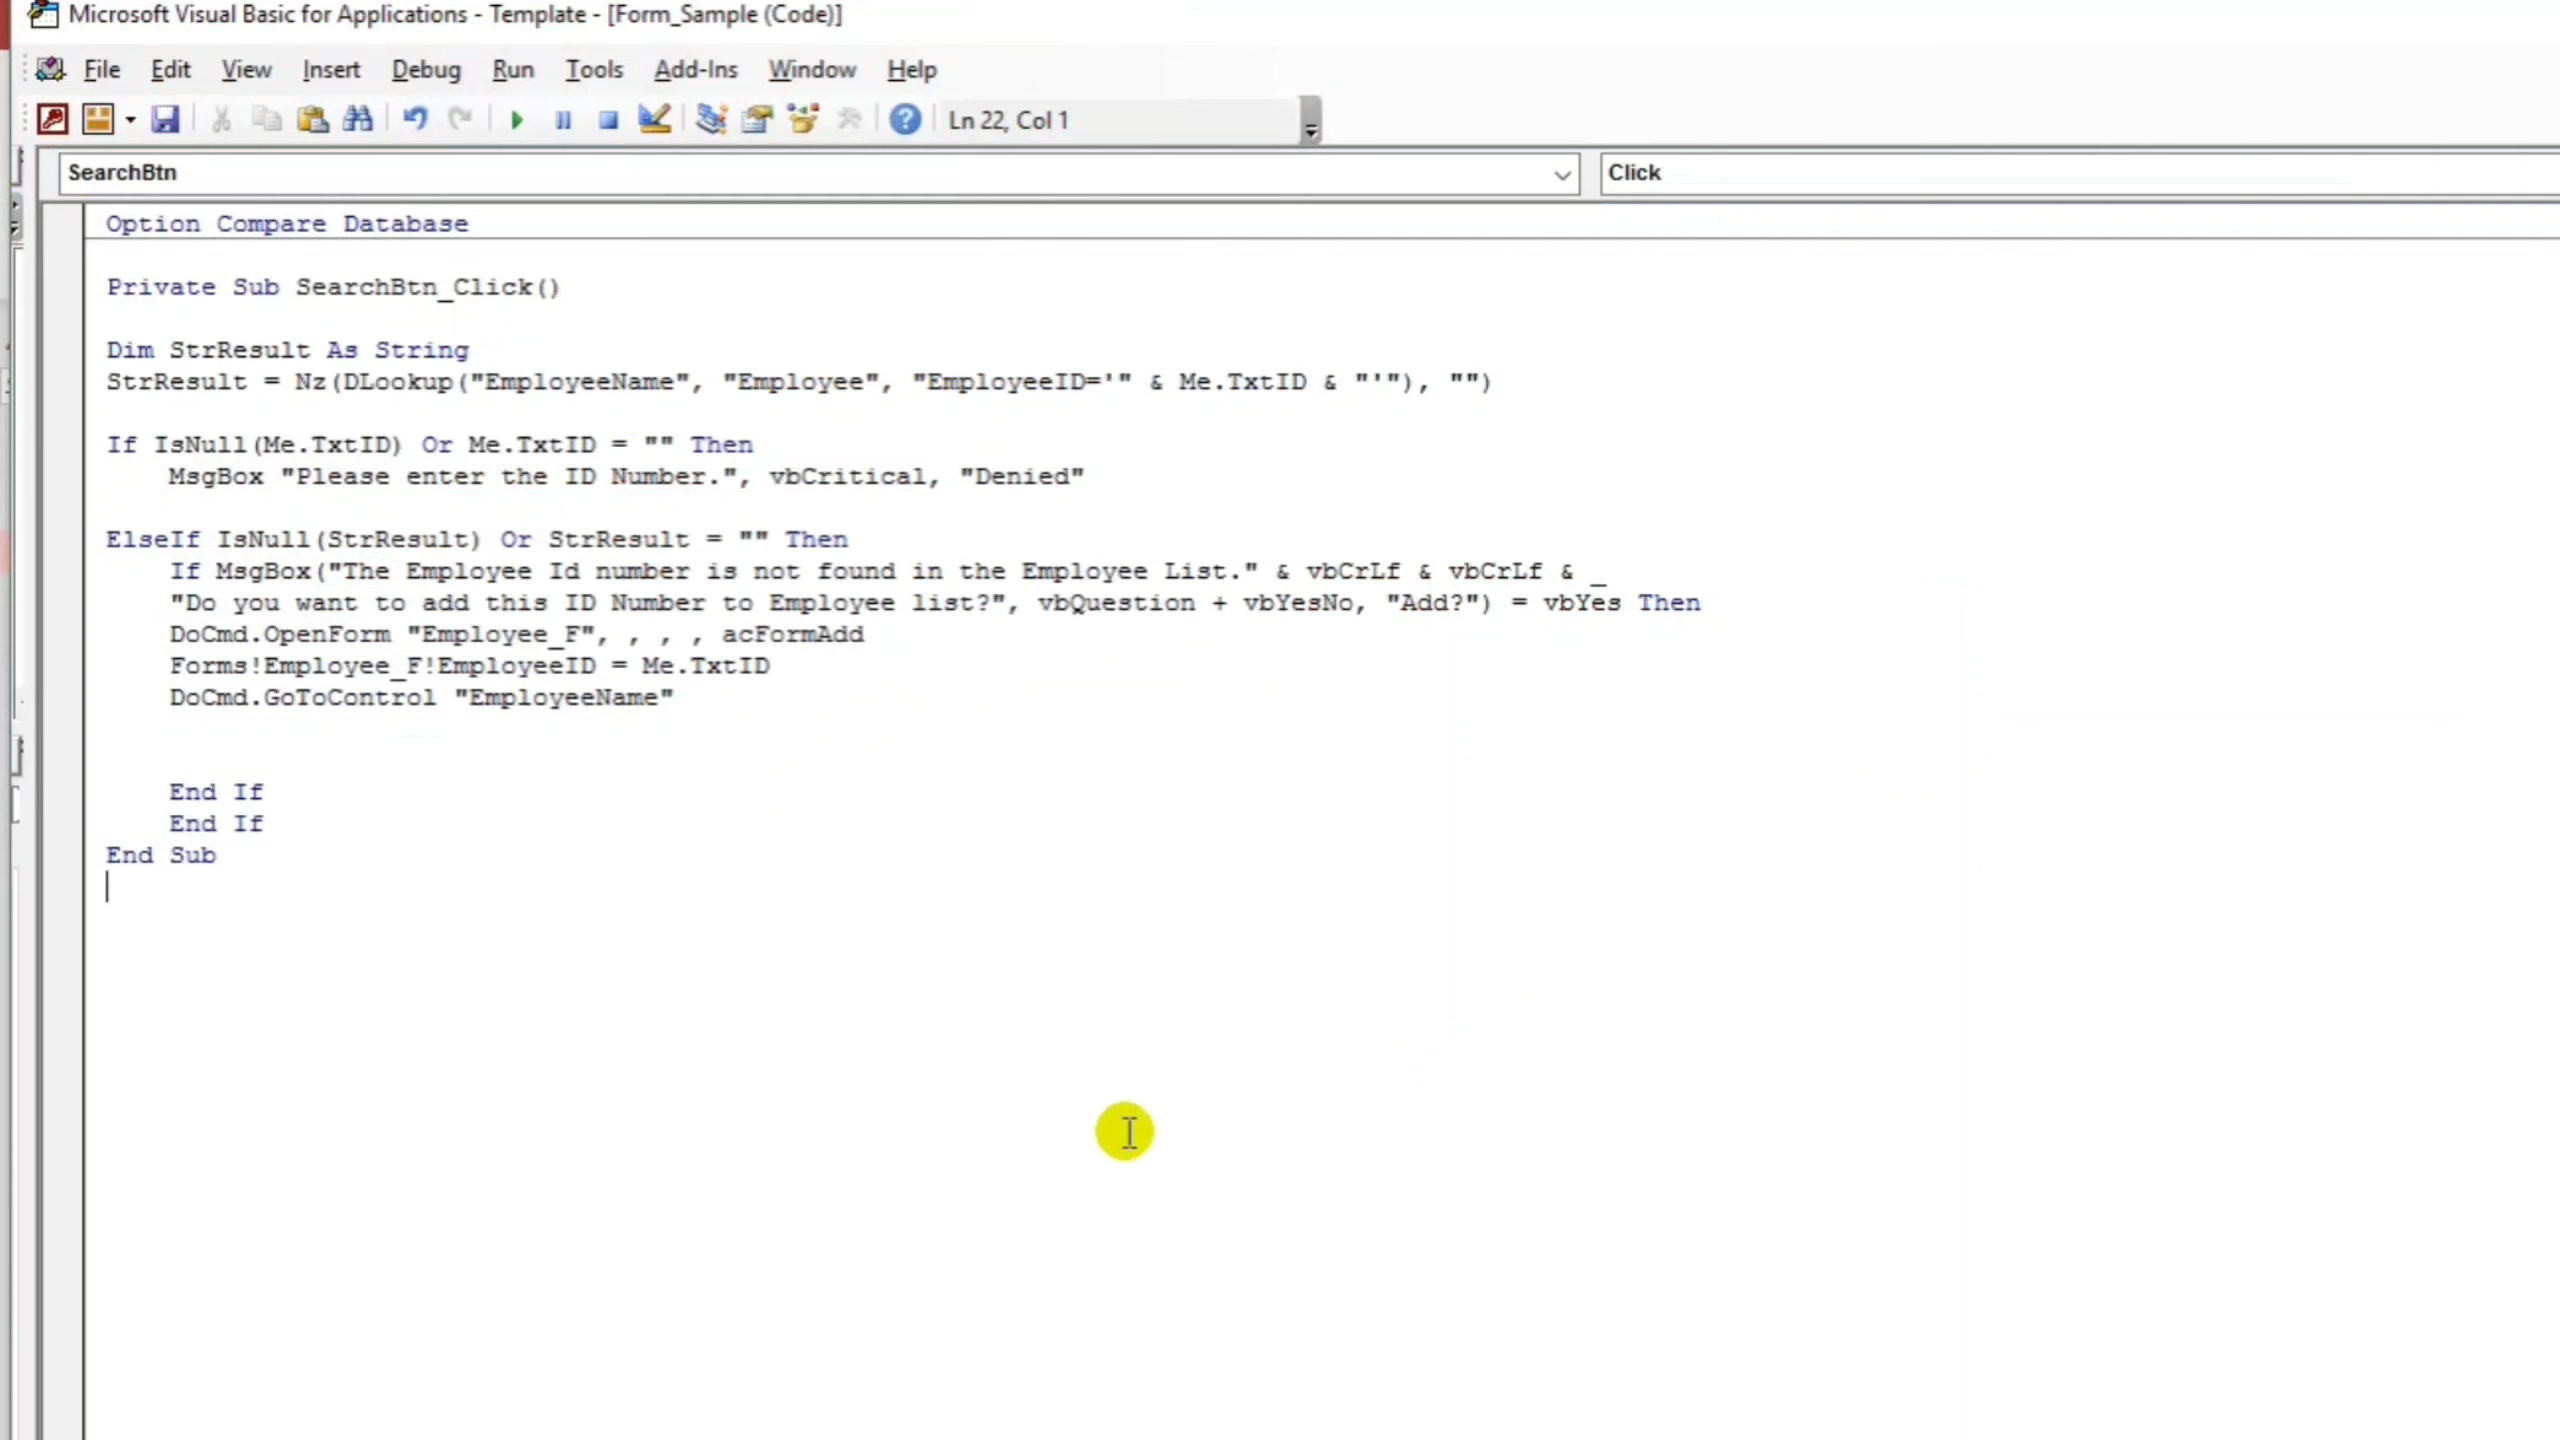 Microsoft Visual Basic for Applications - Template - [Form_Sample (Code)]
File Edit View Insert Debug Run Tools Add-Ins Window Help
Ln 22, Col 1
SearchBtn
Click
Option Compare Database
Private Sub SearchBtn_Click()
Dim StrResult As String
StrResult = Nz(DLookup("EmployeeName", "Employee", "EmployeeID='" & Me.TxtID & "'"), "")
If IsNull(Me.TxtID) Or Me.TxtID = "" Then
MsgBox "Please enter the ID Number.", vbCritical, "Denied"
ElseIf IsNull(StrResult) Or StrResult = "" Then
If MsgBox("The Employee Id number is not found in the Employee List." & vbCrLf & vbCrLf & _
"Do you want to add this ID Number to Employee list?", vbQuestion + vbYesNo, "Add?") = vbYes Then
DoCmd.OpenForm "Employee_F", , , , acFormAdd
Forms!Employee_F!EmployeeID = Me.TxtID
DoCmd.GoToControl "EmployeeName"
End If
End If
End Sub